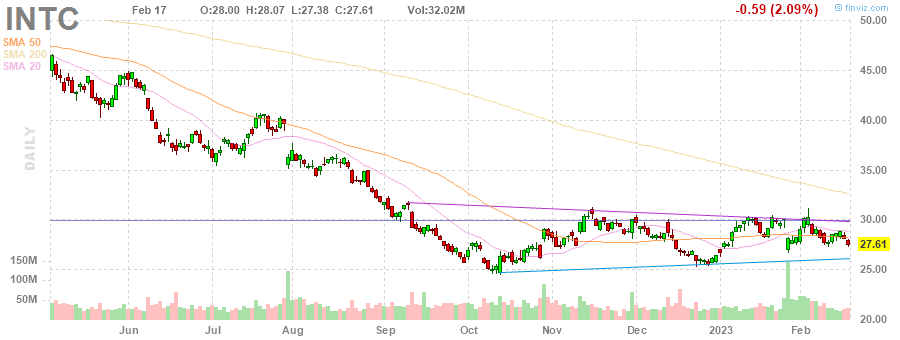 INTC
Feb 17 O:28.00 H:28.07 L:27.38 C:27.61 Vol:32.02M
-0.59 (2.09%)
© finviz.com
SMA 50
SMA 200
SMA 20
DAILY
50.00
45.00
40.00
35.00
30.00
27.61
25.00
20.00
150M
100M
50M
Jun Jul Aug Sep Oct Nov Dec 2023 Feb